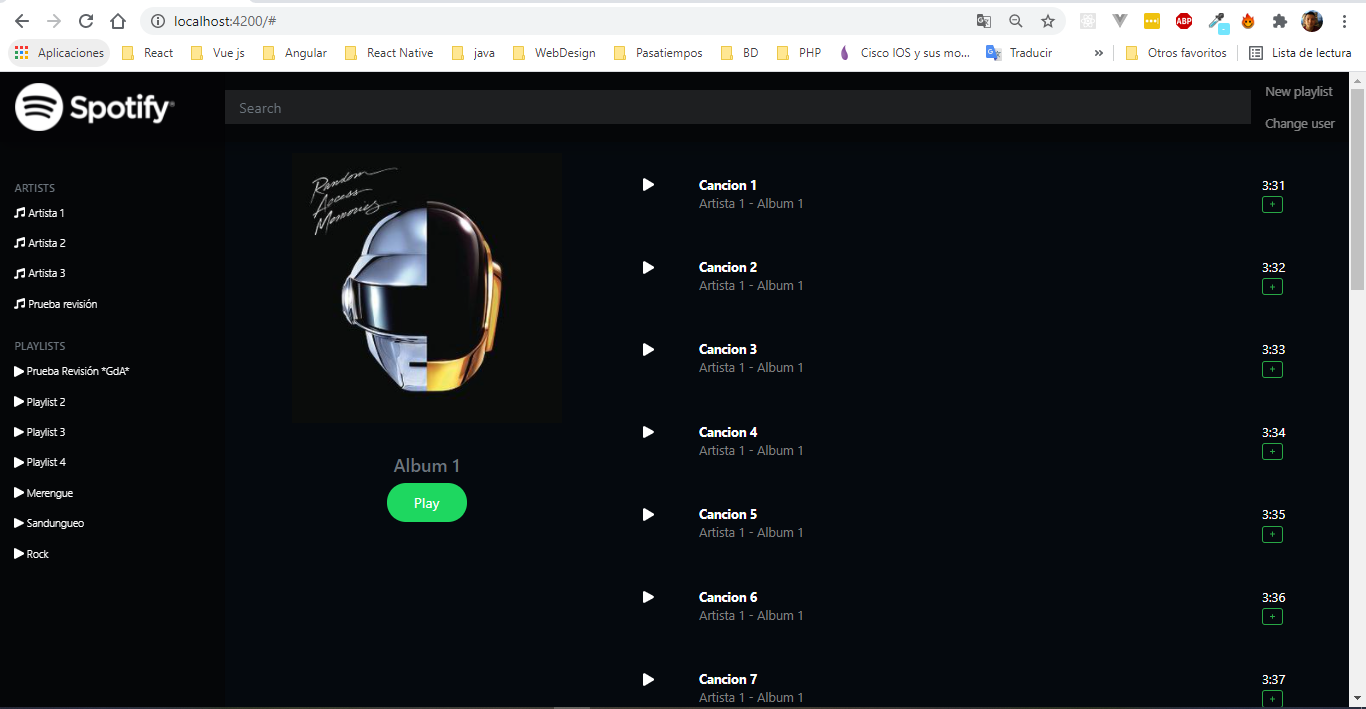 localhost:4200/#
ABP
Aplicaciones React Vue js Angular React Native java WebDesign Pasatiempos BD PHP Cisco IOS y sus mo... Traducir » Otros favoritos Lista de lectura
Spotify
Search
New playlist
Change user
ARTISTS
Artista 1
Artista 2
Artista 3
Prueba revisión
PLAYLISTS
Prueba Revisión *GdA*
Playlist 2
Playlist 3
Playlist 4
Merengue
Sandungueo
Rock
Random
Access
Memories
Album 1
Play
Cancion 1 3:31
Artista 1 - Album 1 +
Cancion 2 3:32
Artista 1 - Album 1 +
Cancion 3 3:33
Artista 1 - Album 1 +
Cancion 4 3:34
Artista 1 - Album 1 +
Cancion 5 3:35
Artista 1 - Album 1 +
Cancion 6 3:36
Artista 1 - Album 1 +
Cancion 7 3:37
Artista 1 - Album 1 +